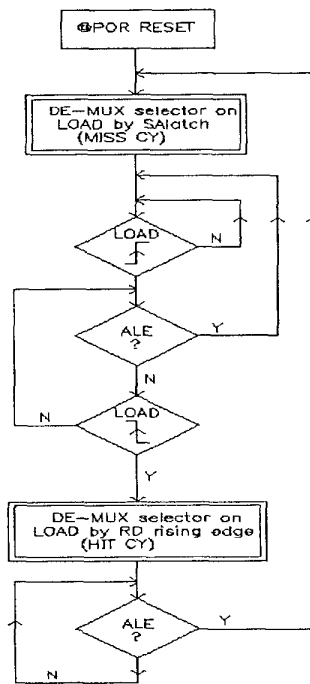 @POR RESET
DE-MUX selector on
LOAD by SAlatch
(MISS CY)
LOAD
N
ALE
?
Y
N
LOAD
N
Y
DE-MUX selector on
LOAD by RD rising edge
(HIT CY)
ALE
?
Y
N